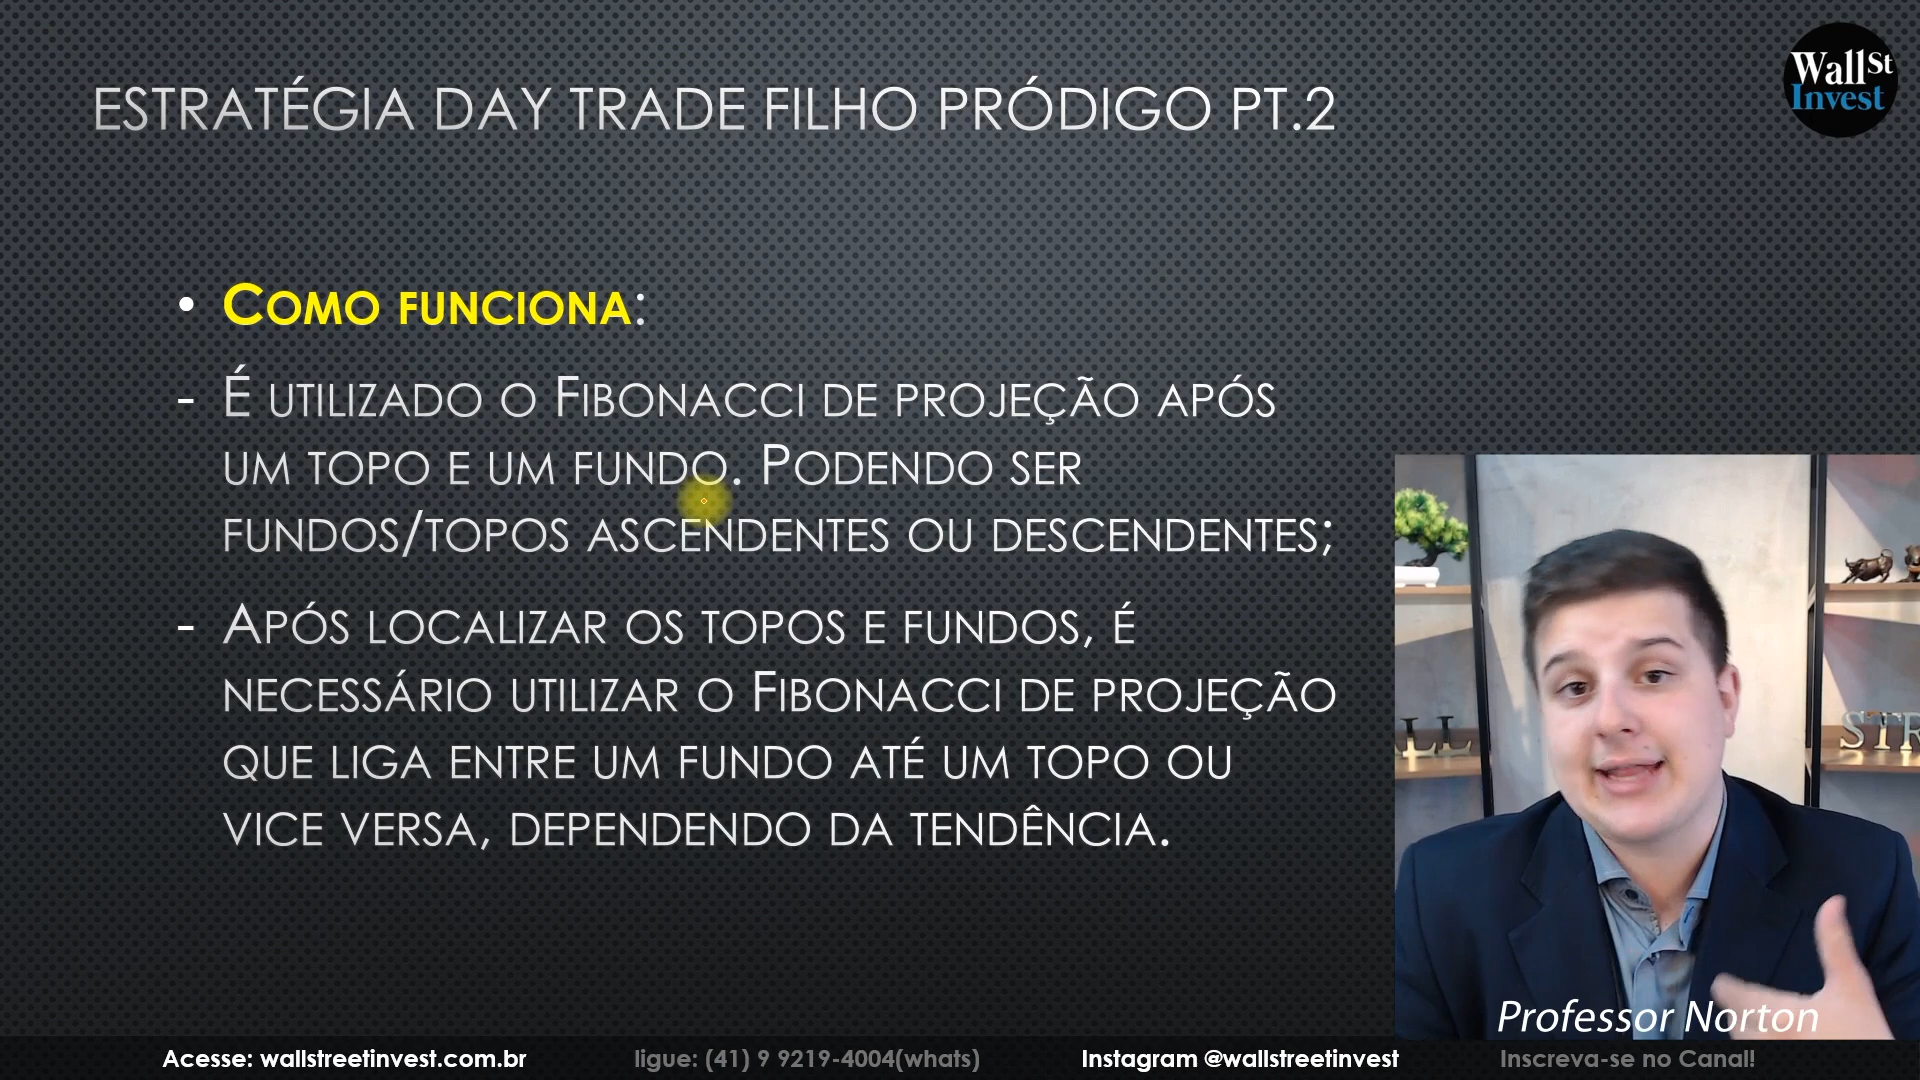 ESTRATÉGIA DAY TRADE FILHO PRÓDIGO PT.2
WallSt
Invest
• COMO FUNCIONA:
- É UTILIZADO O FIBONACCI DE PROJEÇÃO APÓS
UM TOPO E UM FUNDO. PODENDO SER
FUNDOS/TOPOS ASCENDENTES OU DESCENDENTES;
- APÓS LOCALIZAR OS TOPOS E FUNDOS, É
NECESSÁRIO UTILIZAR O FIBONACCI DE PROJEÇÃO
QUE LIGA ENTRE UM FUNDO ATÉ UM TOPO OU
VICE VERSA, DEPENDENDO DA TENDÊNCIA.
LL STR
Professor Norton
Acesse: wallstreetinvest.com.br ligue: (41) 9 9219-4004(whats) Instagram @wallstreetinvest Inscreva-se no Canal!